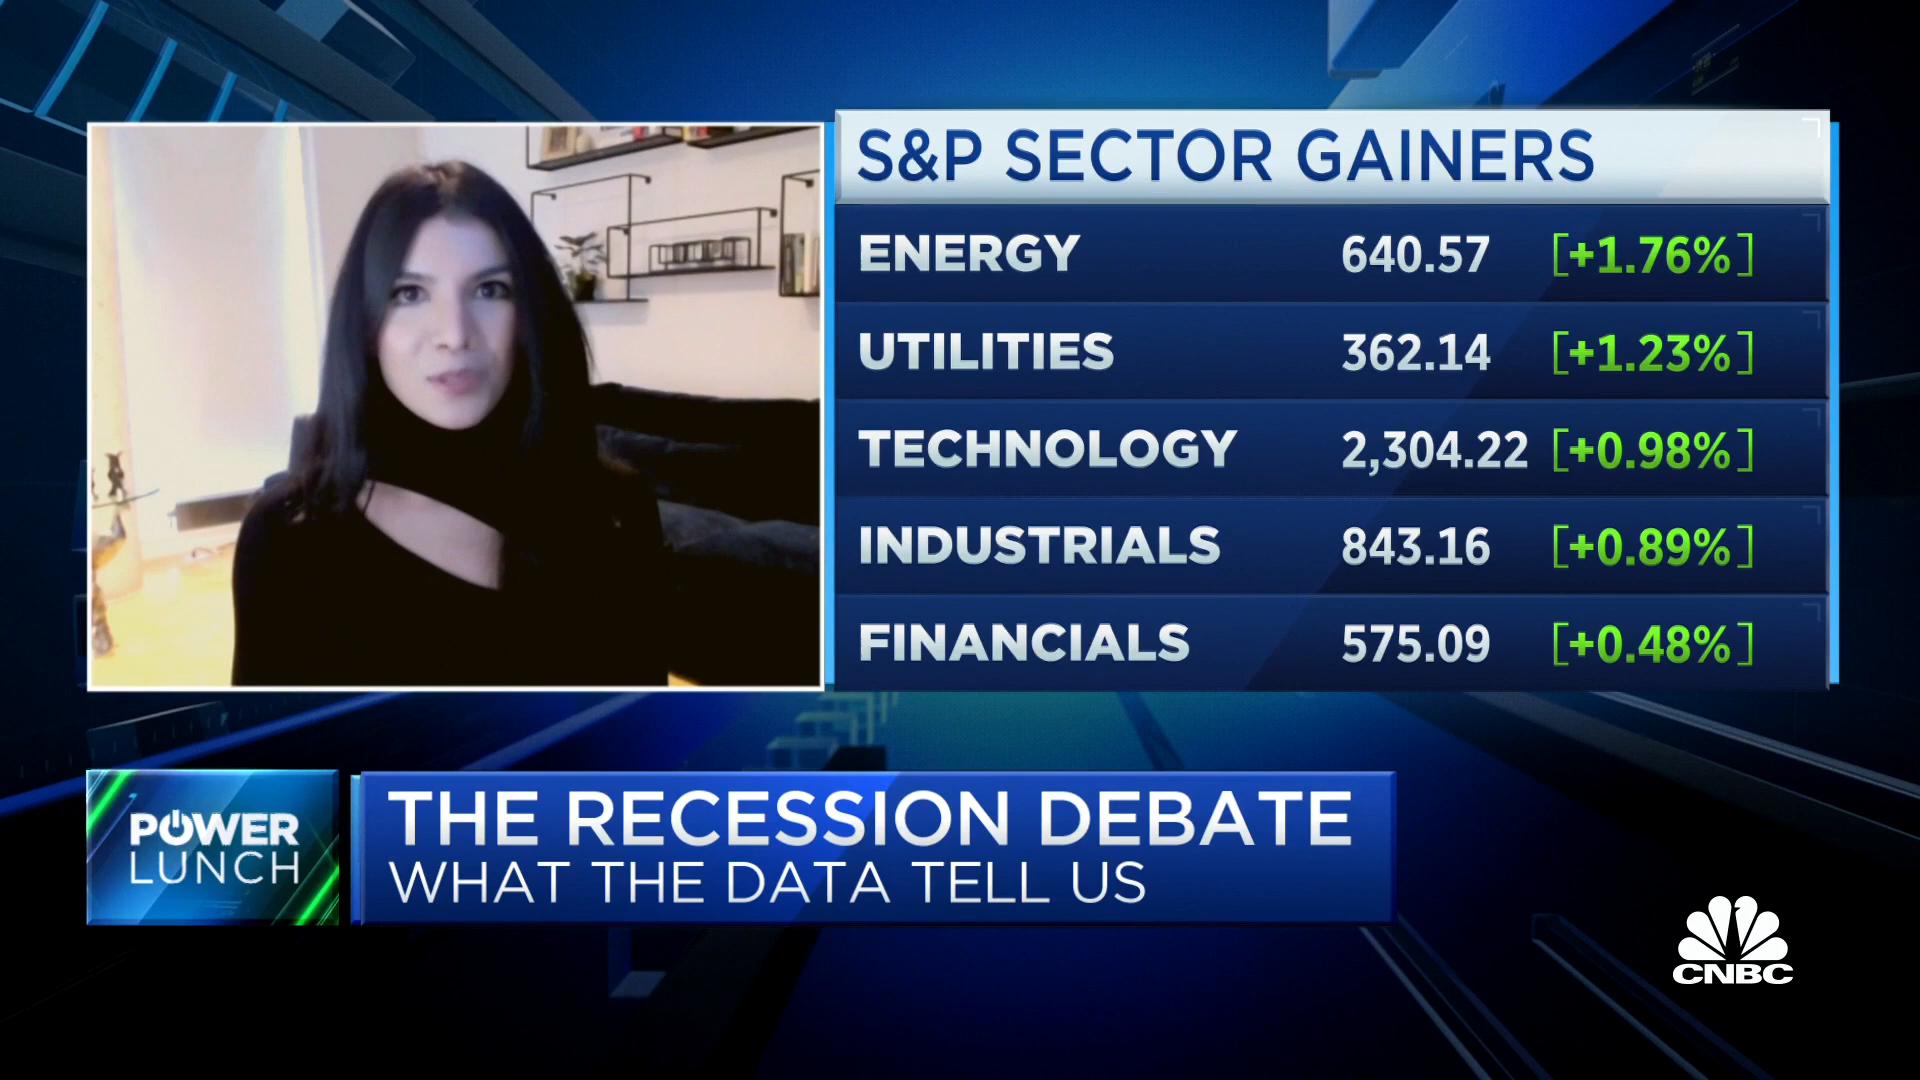 S&P SECTOR GAINERS
ENERGY 640.57 [+1.76%]
UTILITIES 362.14 [+1.23%]
TECHNOLOGY 2,304.22 [+0.98%]
INDUSTRIALS 843.16 [+0.89%]
FINANCIALS 575.09 [+0.48%]
POWER
LUNCH
THE RECESSION DEBATE
WHAT THE DATA TELL US
CNBC